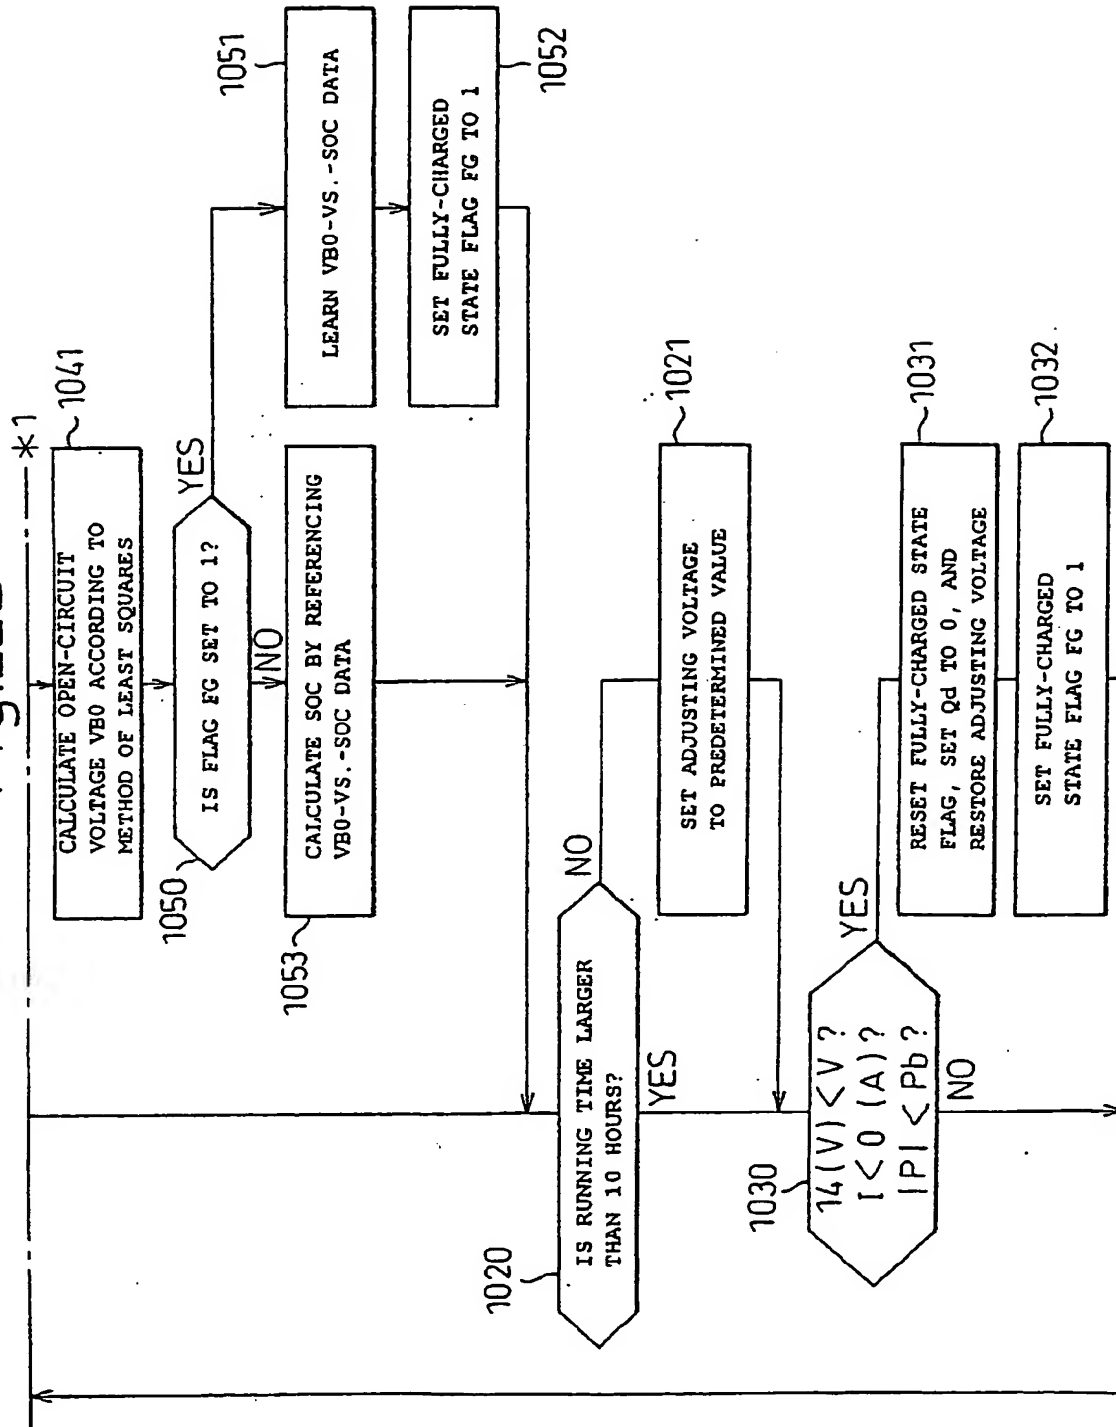 *1
1041
CALCULATE OPEN-CIRCUIT
VOLTAGE VB0 ACCORDING TO
METHOD OF LEAST SQUARES
1050
IS FLAG FG SET TO 1?
YES
NO
1051
LEARN VB0-VS.-SOC DATA
1052
SET FULLY-CHARGED
STATE FLAG FG TO 1
1053
CALCULATE SOC BY REFERENCING
VB0-VS.-SOC DATA
1020
IS RUNNING TIME LARGER
THAN 10 HOURS?
NO
YES
1021
SET ADJUSTING VOLTAGE
TO PREDETERMINED VALUE
1030
14(V)<V?
I<0(A)?
|P|<Pb?
YES
NO
1031
RESET FULLY-CHARGED STATE
FLAG, SET Qd TO 0, AND
RESTORE ADJUSTING VOLTAGE
1032
SET FULLY-CHARGED
STATE FLAG FG TO 1